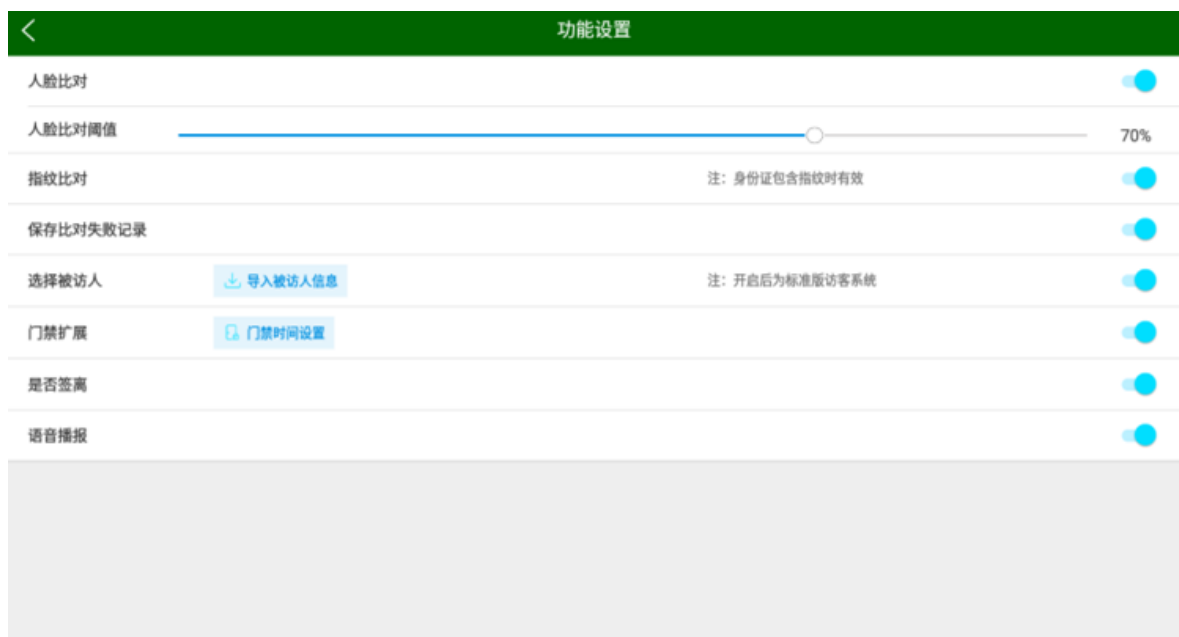 功能设置
人脸比对
人脸比对阈值 70%
指纹比对 注：身份证包含指纹时有效
保存比对失败记录
选择被访人 导入被访人信息 注：开启后为标准版访客系统
门禁扩展 门禁时间设置
是否签离
语音播报